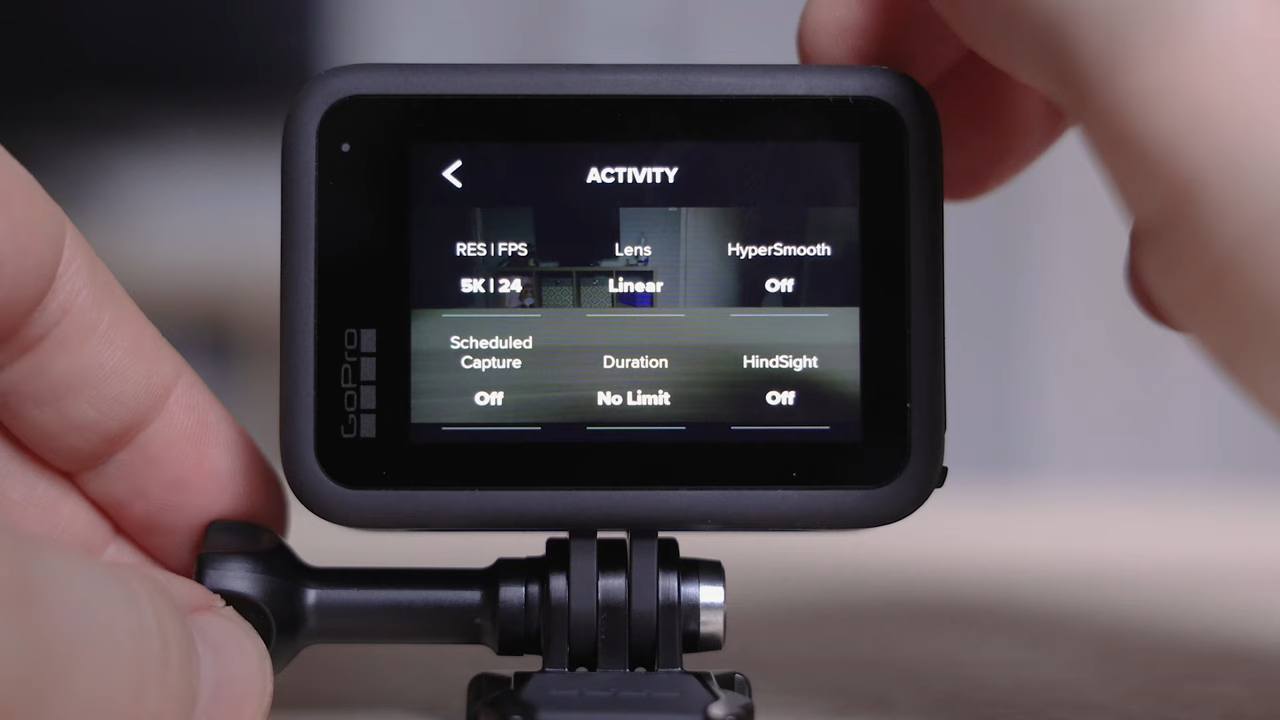 ACTIVITY
RES | FPS
Lens
HyperSmooth
5K | 24
Linear
Off
Scheduled
Capture
Duration
HindSight
Off
No Limit
Off
GoPro